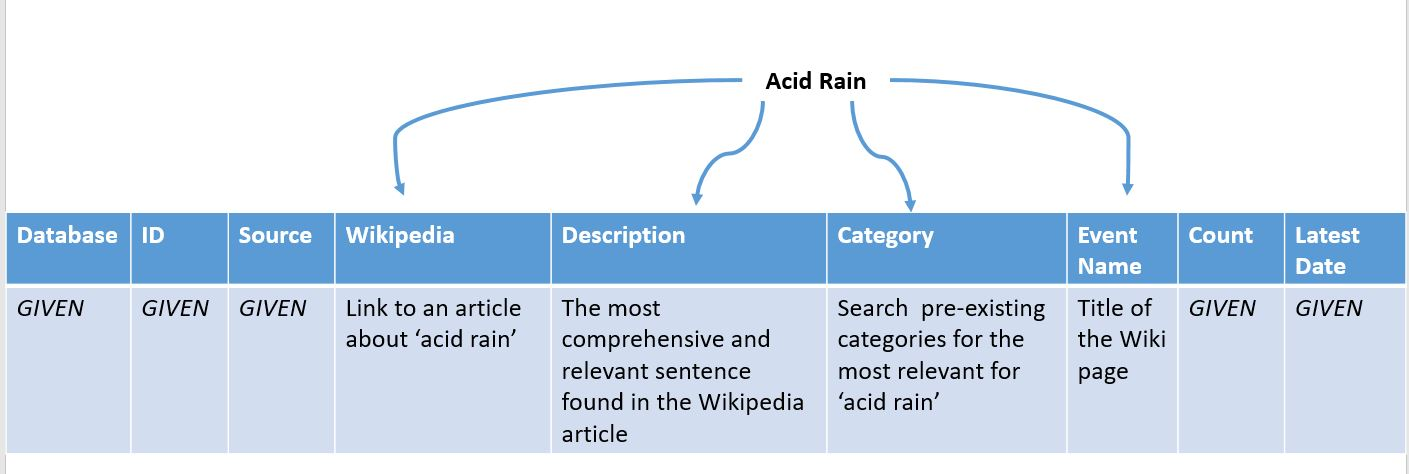 Acid Rain
Database
ID
Source
Wikipedia
Description
Category
Event
Name
Count
Latest
Date
GIVEN
GIVEN
GIVEN
Link to an article
about ‘acid rain’
The most
comprehensive and
relevant sentence
found in the Wikipedia
article
Search pre-existing
categories for the
most relevant for
‘acid rain’
Title of
the Wiki
page
GIVEN
GIVEN